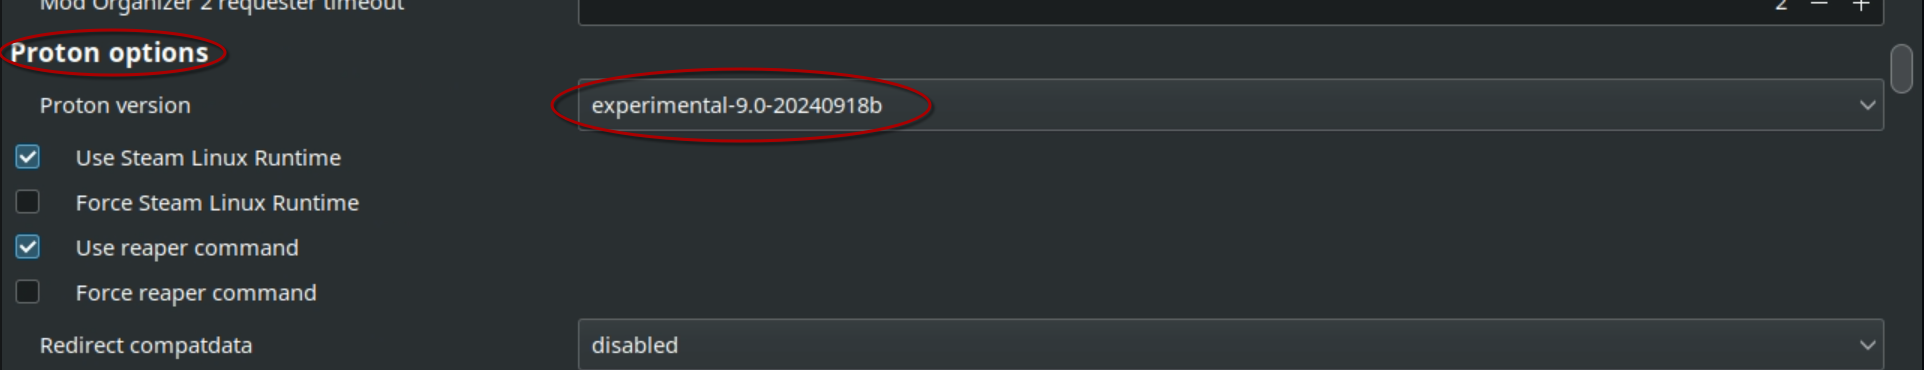 Mod Organizer 2 requester timeout 2 − +
Proton options
Proton version experimental-9.0-20240918b
Use Steam Linux Runtime
Force Steam Linux Runtime
Use reaper command
Force reaper command
Redirect compatdata disabled